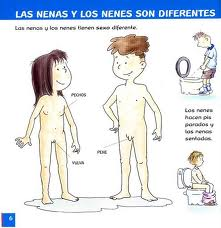 LAS NENAS Y LOS NENES SON DIFERENTES
Las nenas y los nenes tienen sexo diferente.
PECHOS
PENE
VULVA
Los nenes
hacen pis
parados y
las nenas
sentadas.
6